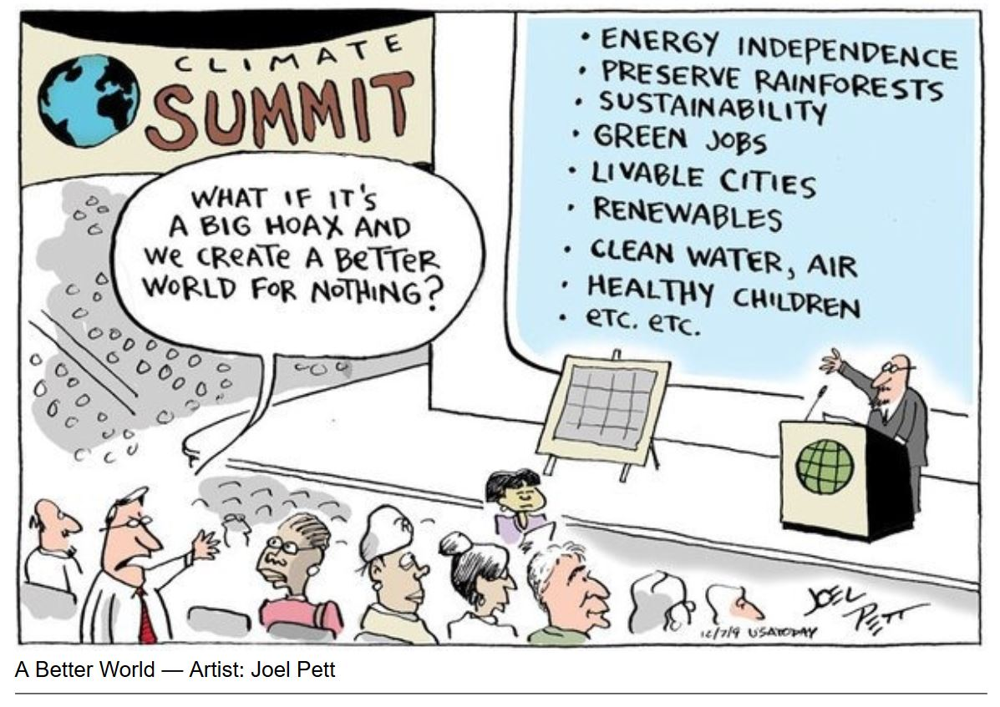 CLIMATE
SUMMIT
WHAT IF IT'S
A BIG HOAX AND
We CReATe A BeTTeR
WORLD FOR NOTHING?
• ENERGY INDEPENDENCE
• PRESERVE RAINFORESTS
• SUSTAINABILITY
• GREEN JOBS
• LIVABLE CITIES
• RENEWABLES
• CLEAN WATER, AIR
• HEALTHY CHILDREN
• eTC. eTC.
JOEL
PETT
12/7/9 USATODAY
A Better World — Artist: Joel Pett